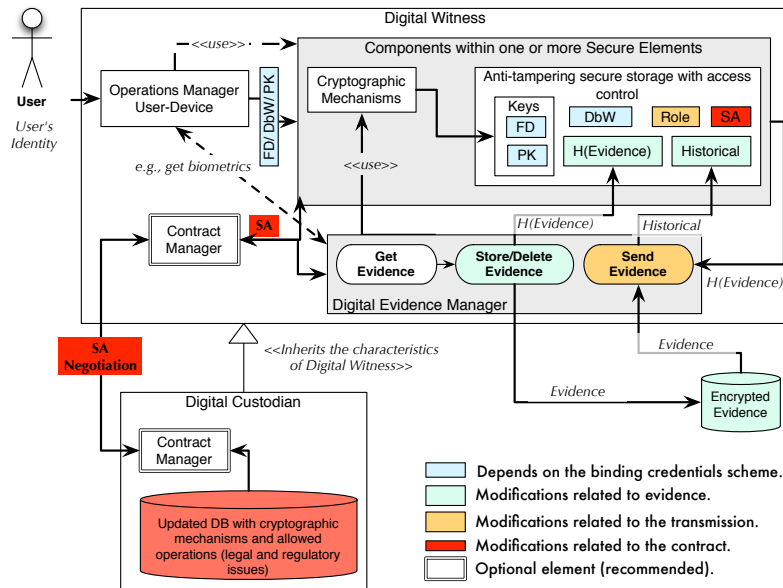 Digital Witness
<<use>>
Components within one or more Secure Elements
User
User's
Identity
Operations Manager
User-Device
FD/ DbW/ PK
Cryptographic
Mechanisms
Anti-tampering secure storage with access
control
Keys
FD
PK
DbW
Role
SA
H(Evidence)
Historical
<<use>>
e.g., get biometrics
Contract
Manager
SA
H(Evidence)
Historical
Get
Evidence
Store/Delete
Evidence
Send
Evidence
H(Evidence)
Digital Evidence Manager
SA
Negotiation
<<Inherits the characteristics
of Digital Witness>>
Evidence
Evidence
Encrypted
Evidence
Digital Custodian
Contract
Manager
Updated DB with cryptographic
mechanisms and allowed
operations (legal and regulatory
issues)
Depends on the binding credentials scheme.
Modifications related to evidence.
Modifications related to the transmission.
Modifications related to the contract.
Optional element (recommended).